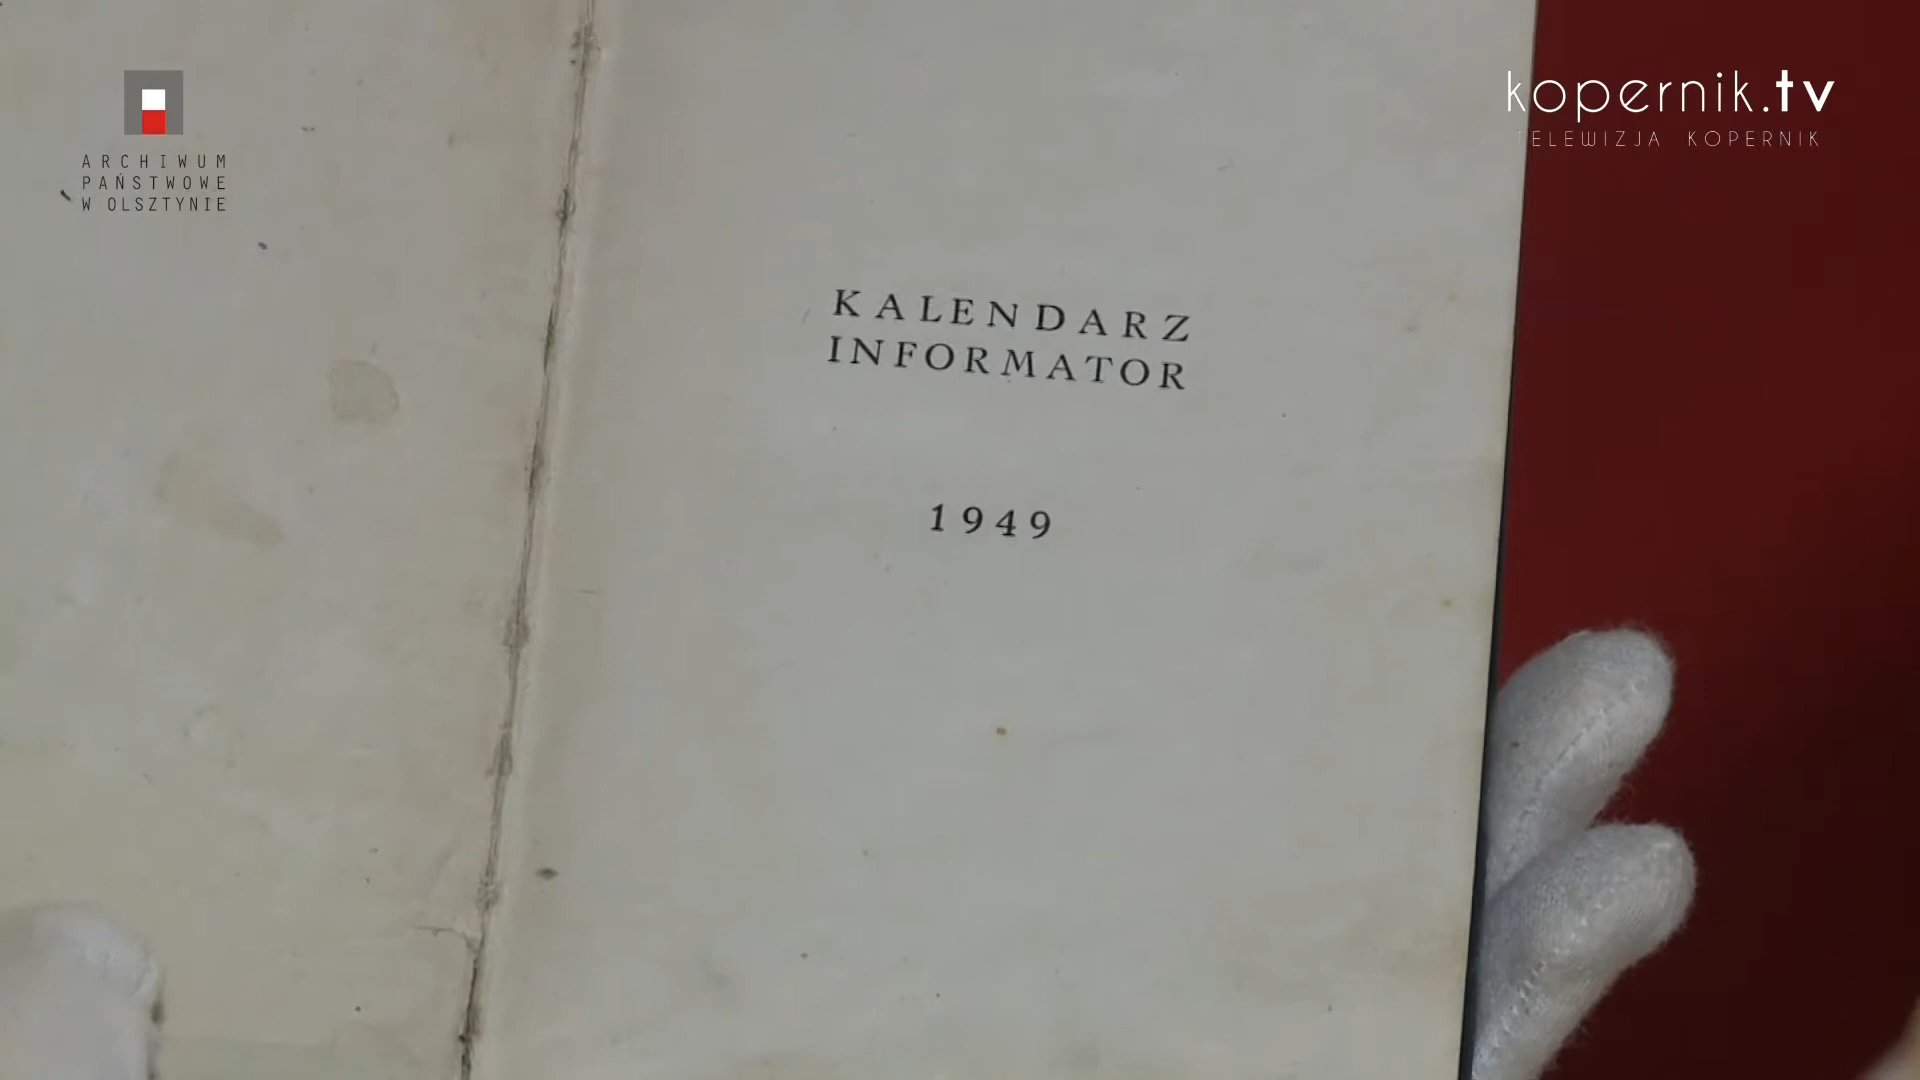 ARCHIWUM
PAŃSTWOWE
W OLSZTYNIE
kopernik.tv
TELEWIZJA KOPERNIK
KALENDARZ
INFORMATOR
1949